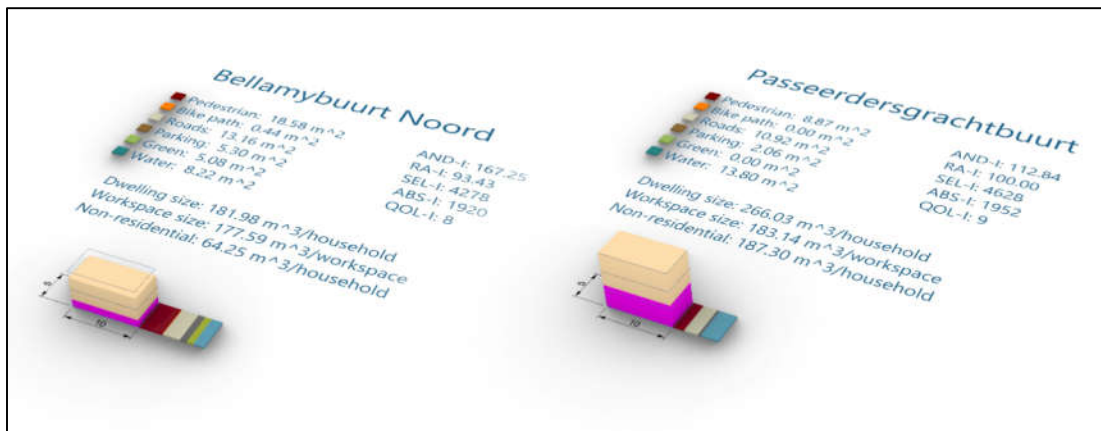 Bellamybuurt Noord
Pedestrian: 18.58 m^2
Bike path: 0.44 m^2
Roads: 13.16 m^2
Parking: 5.30 m^2
Green: 5.08 m^2
Water: 8.22 m^2
AND-I: 167.25
RA-I: 93.43
SEL-I: 4278
ABS-I: 1920
QOL-I: 8
Dwelling size: 181.98 m^3/household
Workspace size: 177.59 m^3/workspace
Non-residential: 64.25 m^3/household
10
Passeerdersgrachtbuurt
Pedestrian: 8.87 m^2
Bike path: 0.00 m^2
Roads: 10.92 m^2
Parking: 2.06 m^2
Green: 0.00 m^2
Water: 13.80 m^2
AND-I: 112.84
RA-I: 100.00
SEL-I: 4628
ABS-I: 1952
QOL-I: 9
Dwelling size: 266.03 m^3/household
Workspace size: 183.14 m^3/workspace
Non-residential: 187.30 m^3/household
10